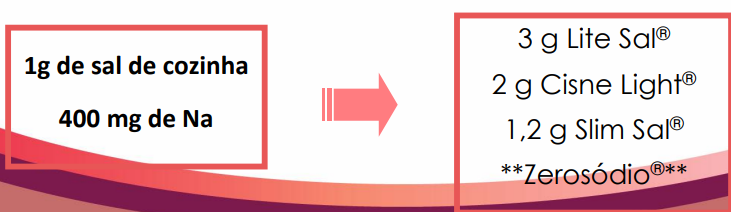 1g de sal de cozinha
400 mg de Na
3 g Lite Sal®
2 g Cisne Light®
1,2 g Slim Sal®
**Zerosódio®**